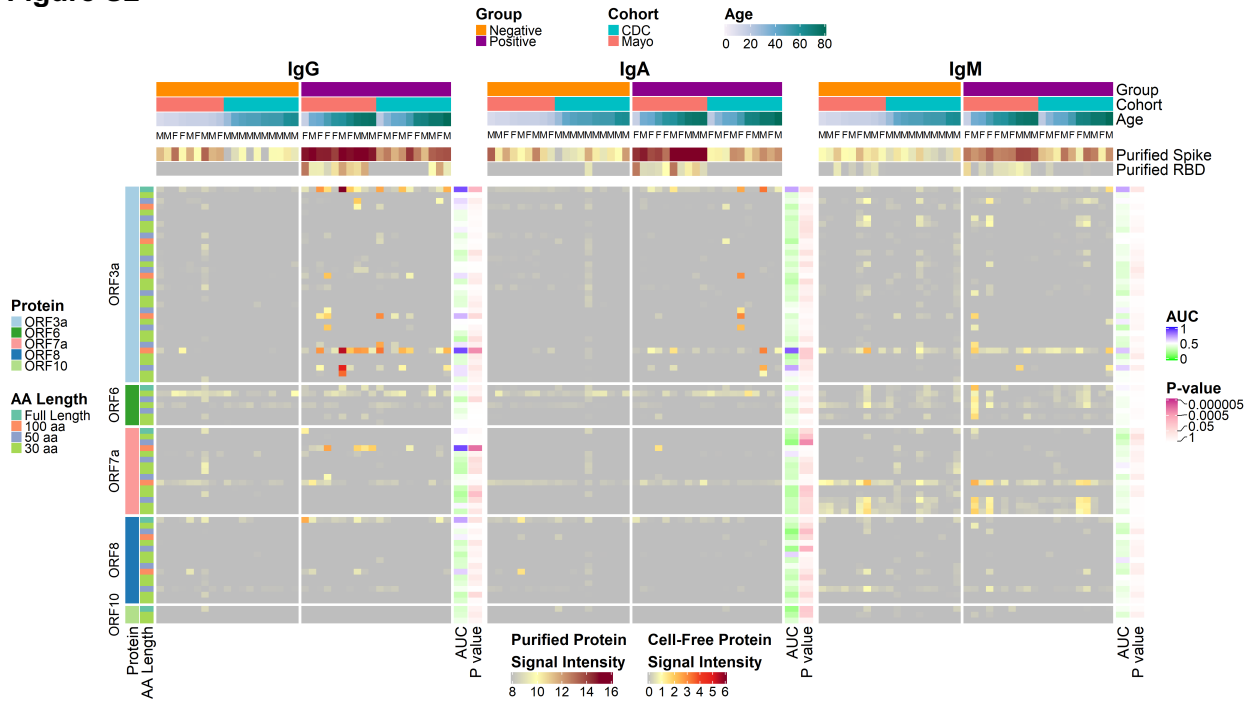 Figure S2
Group
Negative
Positive
Cohort
CDC
Mayo
Age
0 20 40 60 80
IgG
IgA
IgM
Group
Cohort
Age
Purified Spike
Purified RBD
Protein
ORF3a
ORF6
ORF7a
ORF8
ORF10
AA Length
Full Length
100 aa
50 aa
30 aa
ORF3a
ORF6
ORF7a
ORF8
ORF10
AUC
1
0.5
0
P-value
0.000005
0.0005
0.05
1
Protein
AA Length
AUC
P value
AUC
P value
AUC
P value
Purified Protein
Signal Intensity
8 10 12 14 16
Cell-Free Protein
Signal Intensity
0 1 2 3 4 5 6